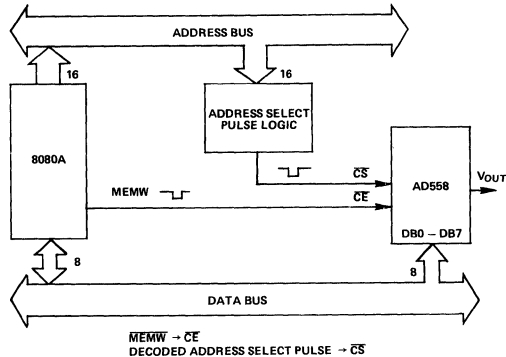 ADDRESS BUS
16
16
ADDRESS SELECT
PULSE LOGIC
8080A
CS̅
VOUT
AD558
MEMW
CE̅
DB0 – DB7
8
8
DATA BUS
MEMW̅ → CE̅
DECODED ADDRESS SELECT PULSE → CS̅